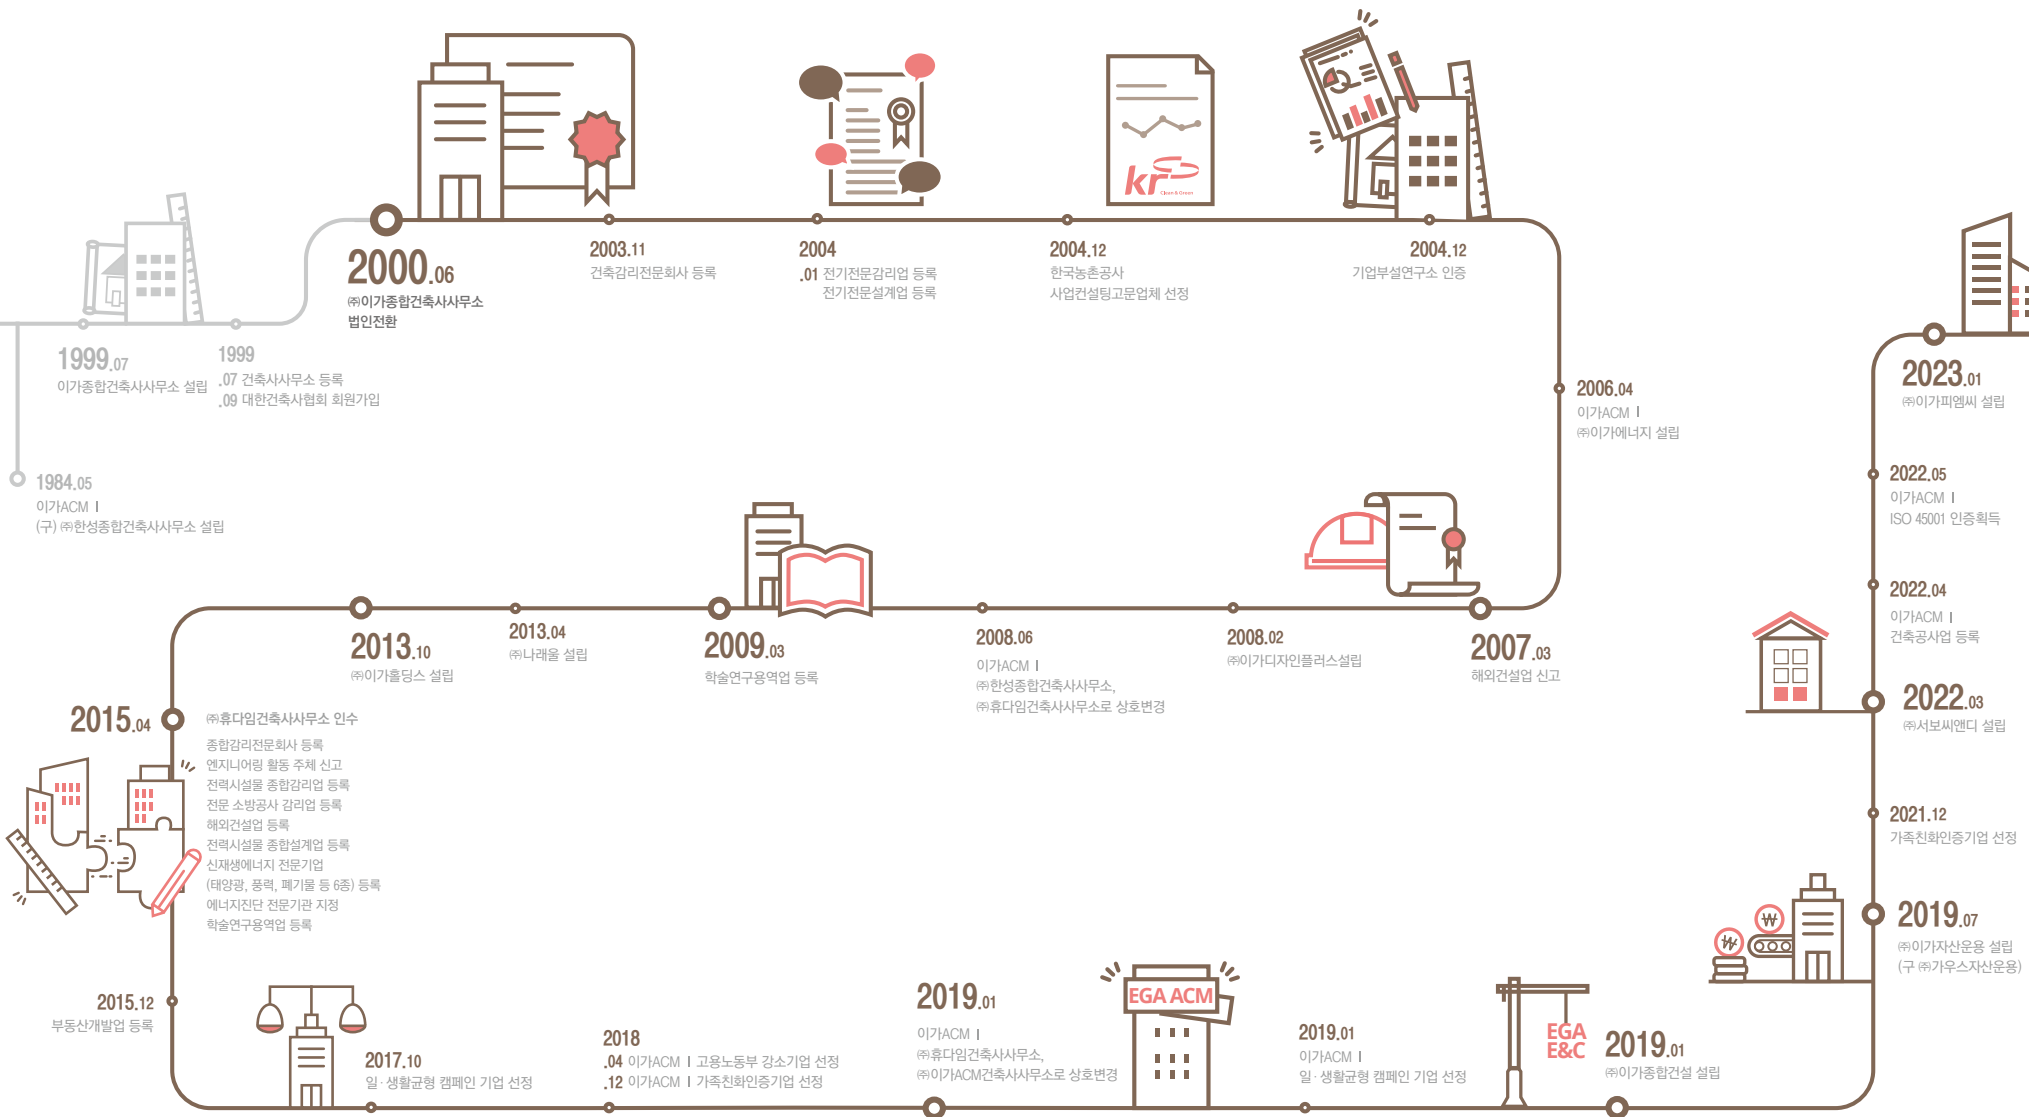 1984.05
이가ACM I
(구) ㈜한성종합건축사사무소 설립
1999.07
이가종합건축사사무소 설립
1999
.07 건축사사무소 등록
.09 대한건축사협회 회원가입
2000.06
㈜이가종합건축사사무소
법인전환
2003.11
건축감리전문회사 등록
2004
.01 전기전문감리업 등록
전기전문설계업 등록
kr
Clean & Green
2004.12
한국농촌공사
사업컨설팅고문업체 선정
2004.12
기업부설연구소 인증
2006.04
이가ACM I
㈜이가에너지 설립
2007.03
해외건설업 신고
2008.02
㈜이가디자인플러스설립
2008.06
이가ACM I
㈜한성종합건축사사무소,
㈜휴다임건축사사무소로 상호변경
2009.03
학술연구용역업 등록
2013.04
㈜나래울 설립
2013.10
㈜이가홀딩스 설립
2015.04
㈜휴다임건축사사무소 인수
종합감리전문회사 등록
엔지니어링 활동 주체 신고
전력시설물 종합감리업 등록
전문 소방공사 감리업 등록
해외건설업 등록
전력시설물 종합설계업 등록
신재생에너지 전문기업
(태양광, 풍력, 폐기물 등 6종) 등록
에너지진단 전문기관 지정
학술연구용역업 등록
2015.12
부동산개발업 등록
2017.10
일·생활균형 캠페인 기업 선정
2018
.04 이가ACM I 고용노동부 강소기업 선정
.12 이가ACM I 가족친화인증기업 선정
2019.01
이가ACM I
㈜휴다임건축사사무소,
㈜이가ACM건축사사무소로 상호변경
EGA ACM
2019.01
이가ACM I
일·생활균형 캠페인 기업 선정
EGA
E&C
2019.01
㈜이가종합건설 설립
2019.07
㈜이가자산운용 설립
(구 ㈜가우스자산운용)
₩
₩
2021.12
가족친화인증기업 선정
2022.03
㈜서보씨앤디 설립
2022.04
이가ACM I
건축공사업 등록
2022.05
이가ACM I
ISO 45001 인증획득
2023.01
㈜이가피엠씨 설립